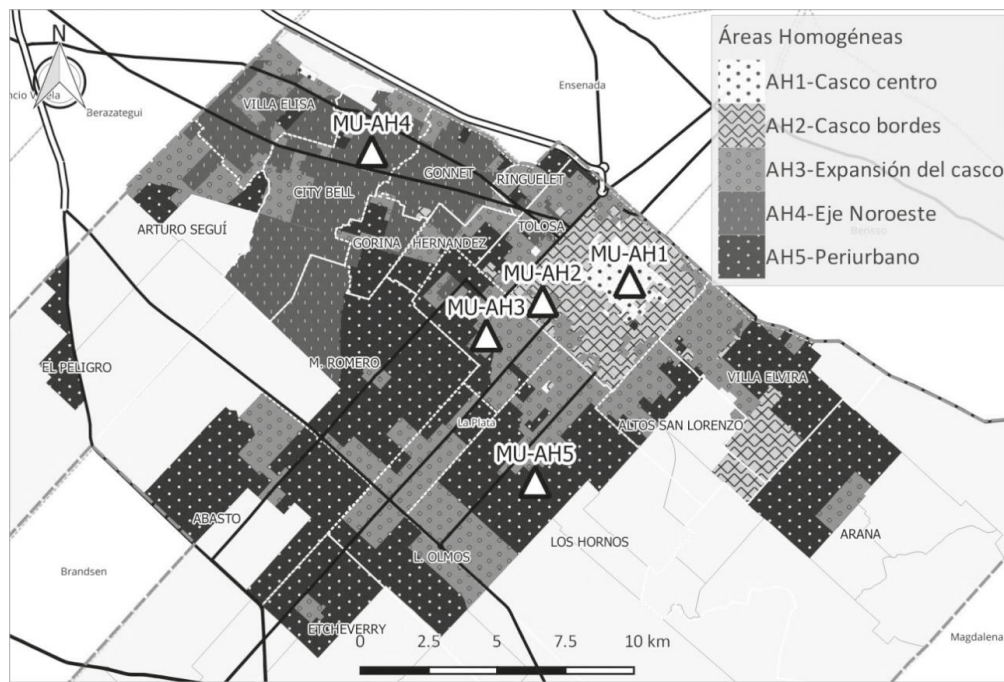 Áreas Homogéneas
AH1-Casco centro
AH2-Casco bordes
AH3-Expansión del casco
AH4-Eje Noroeste
AH5-Periurbano
N
Berazategui
Ensenada
Berisso
VILLA ELISA
MU-AH4
GONNET
RINGUELET
CITY BELL
TOLOSA
ARTURO SEGUÍ
GORINA
HERNANDEZ
MU-AH1
MU-AH2
MU-AH3
EL PELIGRO
M. ROMERO
VILLA ELVIRA
La Plata
ALTOS SAN LORENZO
MU-AH5
ABASTO
L. OLMOS
LOS HORNOS
ARANA
Brandsen
ETCHEVERRY
Magdalena
0 2.5 5 7.5 10 km